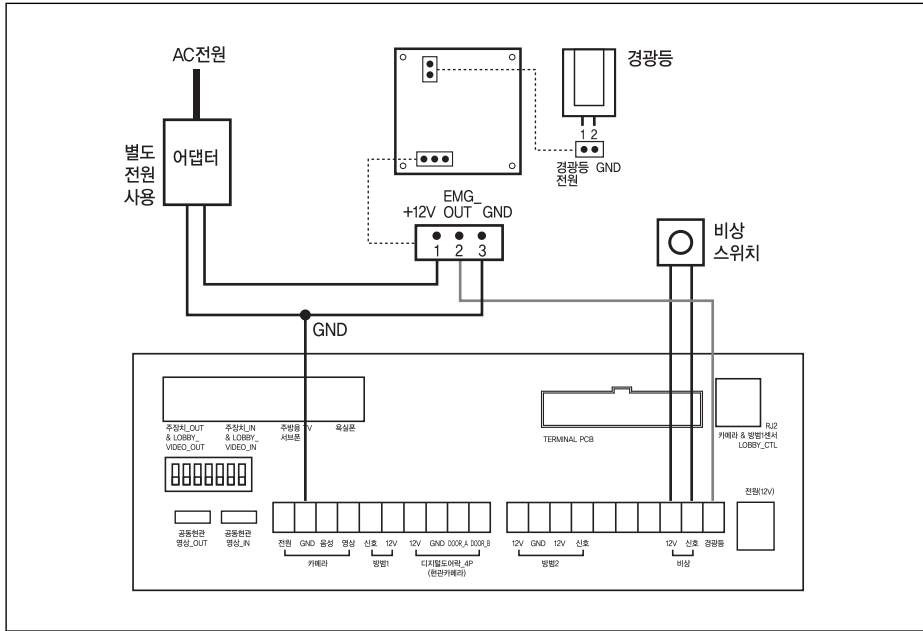 AC전원
별도
전원
사용
어댑터
경광등
1 2
경광등 GND
전원
EMG_
+12V OUT GND
1 2 3
비상
스위치
GND
주장치_OUT
& LOBBY_
VIDEO_OUT
주장치_IN
& LOBBY_
VIDEO_IN
주방용 TV
서브폰
욕실폰
TERMINAL PCB
RJ2
카메라 & 방범1센서
LOBBY_CTL
공동현관
영상_OUT
공동현관
영상_IN
전원(12V)
전원 GND 음성 영상 신호 12V 12V GND DOOR_A DOOR_B
카메라 방범1 디지털도어락_4P
(현관카메라)
12V GND 12V 신호 12V 신호 경광등
방범2 비상